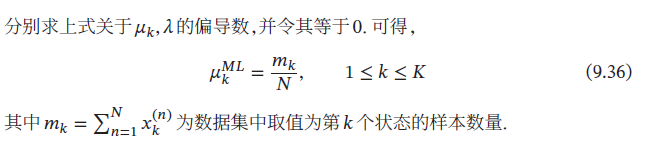 分别求上式关于 μ_k, λ 的偏导数,并令其等于 0. 可得,
μ_k^{ML} = \frac{m_k}{N}, 1 ≤ k ≤ K (9.36)
其中 m_k = ∑_{n=1}^{N} x_k^{(n)} 为数据集中取值为第 k 个状态的样本数量.